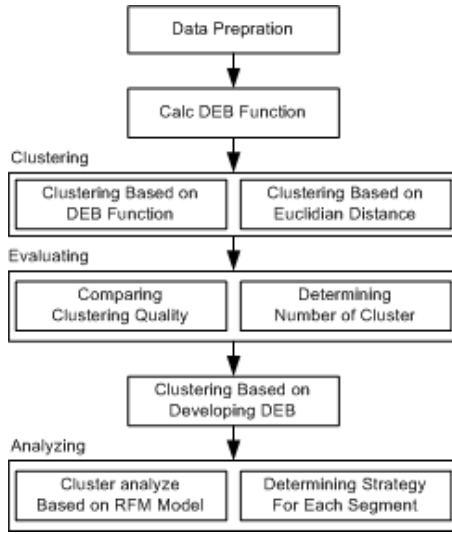 Data Prepration
Calc DEB Function
Clustering
Clustering Based on
DEB Function
Clustering Based on
Euclidian Distance
Evaluating
Comparing
Clustering Quality
Determining
Number of Cluster
Clustering Based on
Developing DEB
Analyzing
Cluster analyze
Based on RFM Model
Determining Strategy
For Each Segment